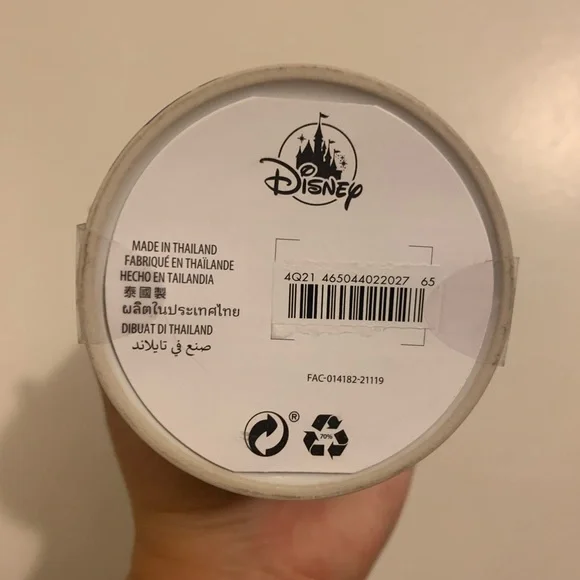 Disney
MADE IN THAILAND
FABRIQUÉ EN THAÏLANDE
HECHO EN TAILANDIA
泰國製
ผลิตในประเทศไทย
DIBUAT DI THAILAND
صنع في تايلاند
4Q21 465044022027 65
FAC-014182-21119
®
70%